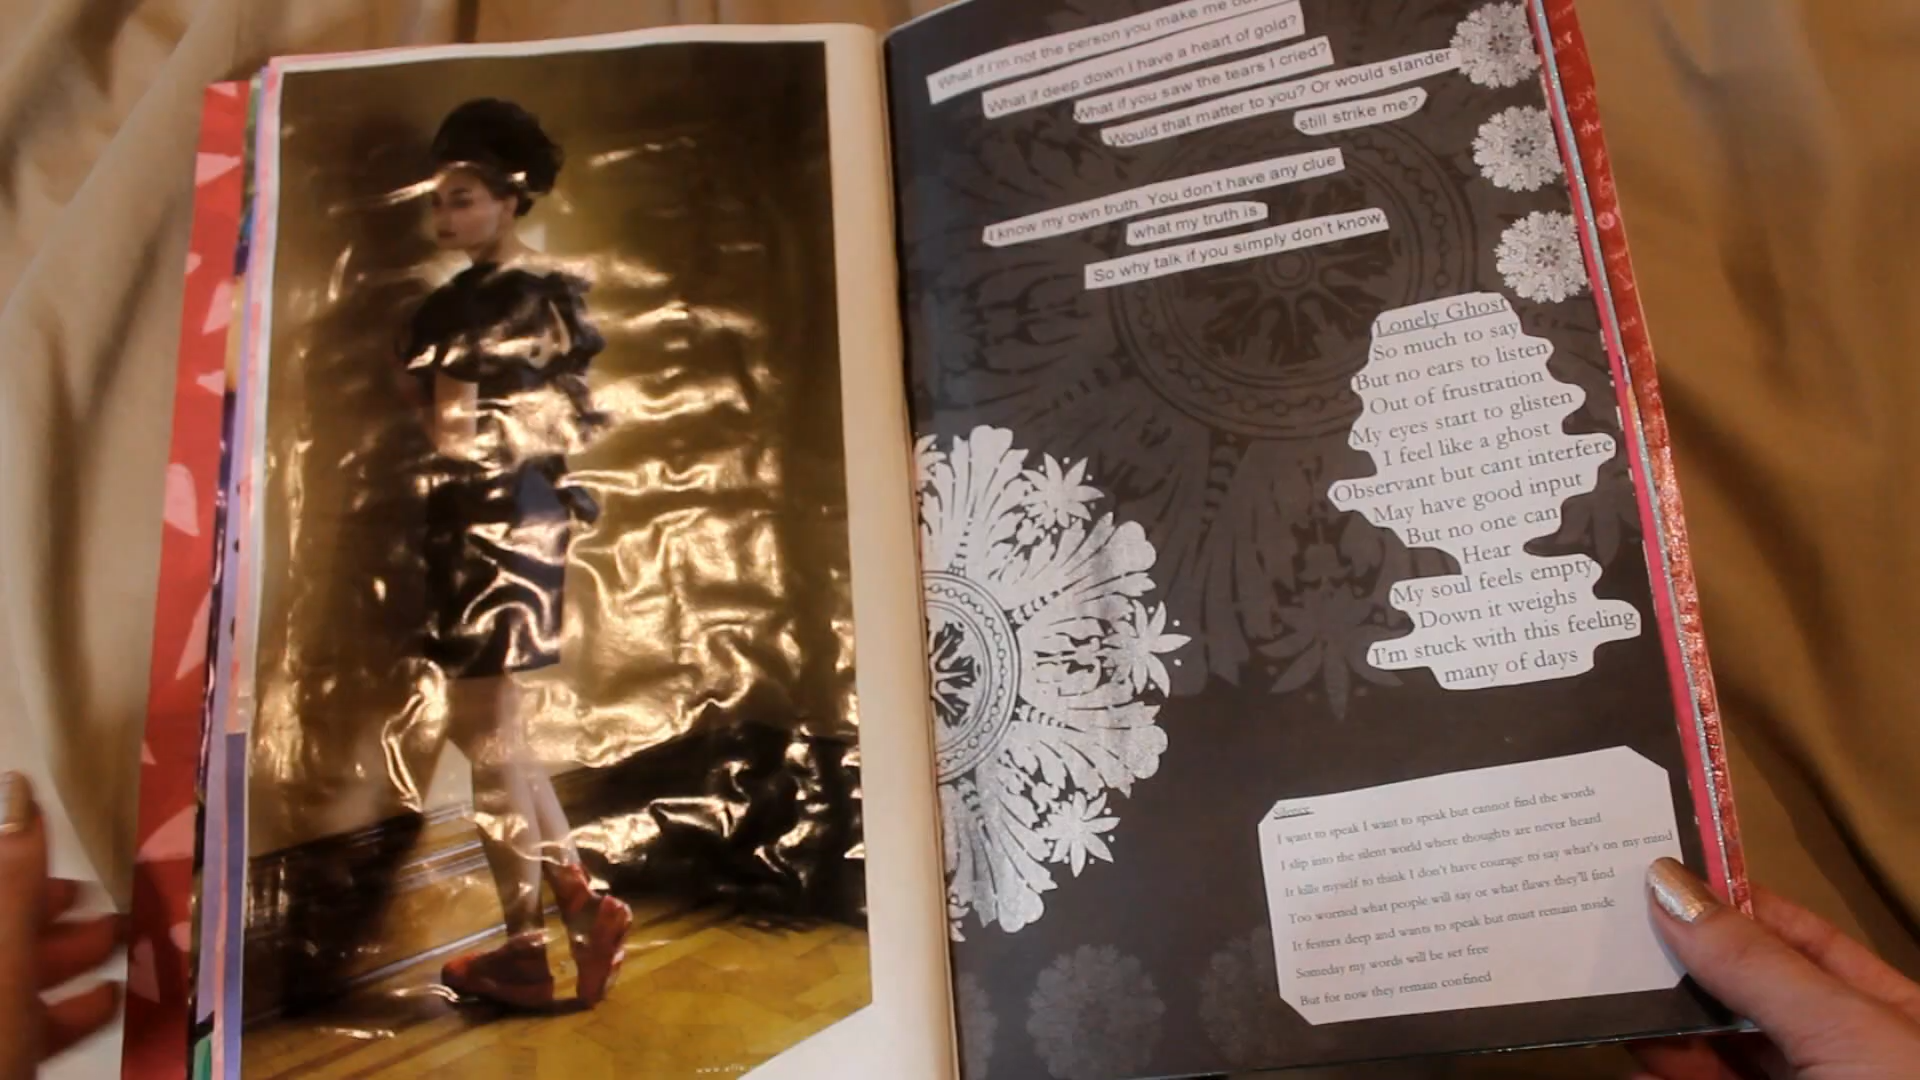 What if I'm not the person you make me out
What if deep down I have a heart of gold?
What if you saw the tears I cried?
Would that matter to you? Or would slander
still strike me?
I know my own truth. You don't have any clue
what my truth is.
So why talk if you simply don't know.
Lonely Ghost
So much to say
But no ears to listen
Out of frustration
My eyes start to glisten
I feel like a ghost
Observant but cant interfere
May have good input
But no one can
Hear
My soul feels empty
Down it weighs
I'm stuck with this feeling
many of days
Silence
I want to speak I want to speak but cannot find the words
I slip into the silent world where thoughts are never heard
It kills myself to think I don't have courage to say what's on my mind
Too worried what people will say or what flaws they'll find
It festers deep and wants to speak but must remain inside
Someday my words will be set free
But for now they remain confined